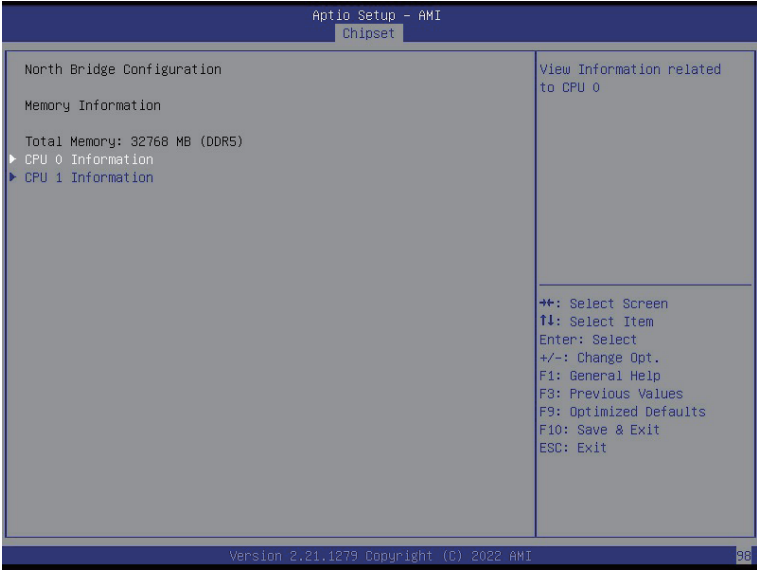 Aptio Setup – AMI
Chipset
North Bridge Configuration
Memory Information
Total Memory: 32768 MB (DDR5)
CPU 0 Information
CPU 1 Information
View Information related
to CPU 0
→←: Select Screen
↑↓: Select Item
Enter: Select
+/-: Change Opt.
F1: General Help
F3: Previous Values
F9: Optimized Defaults
F10: Save & Exit
ESC: Exit
Version 2.21.1279 Copyright (C) 2022 AMI
98